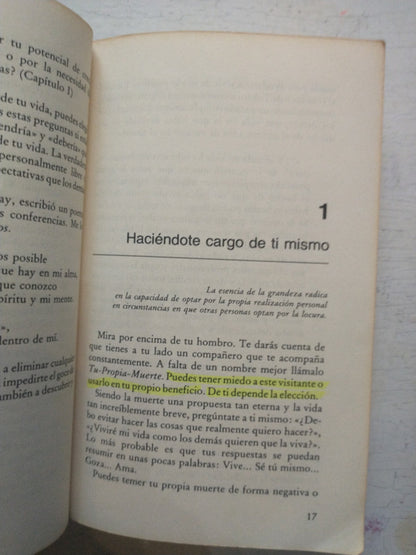 r tu potencial de
o por la necesidad
as? (Capítulo I)
de tu vida, puedes
s estas preguntas si
endría» y «debería»
de tu vida. La
personalmente libre
ectativas que los
ay, escribió un
conferencias. Me
os.
s posible
que hay en mi alma,
que conozco
píritu y mi mente.
s»,
dentro de mí.
a eliminar cualquier
impedirte el goce de
también a descubrir
1
Haciéndote cargo de ti mismo
La esencia de la grandeza radica
en la capacidad de optar por la propia realización personal
en circunstancias en que otras personas optan por la locura.
Mira por encima de tu hombro. Te darás cuenta
de que tienes a tu lado un compañero que te acompaña
constantemente. A falta de un nombre mejor llámalo
Tu-Propia-Muerte. Puedes tener miedo a este visitante o
usarlo en tu propio beneficio. De ti depende la elección.
Siendo la muerte una propuesta tan eterna y la vida
tan increíblemente breve, pregúntate a ti mismo: «¿De-
bo evitar hacer las cosas que realmente quiero hacer?»,
«¿Viviré mi vida como los demás quieren que la viva?».
Lo más probable es que tus respuestas se puedan
resumir en unas pocas palabras: Vive... Sé tú mismo...
Goza... Ama.
Puedes temer tu propia muerte de forma negativa o
17